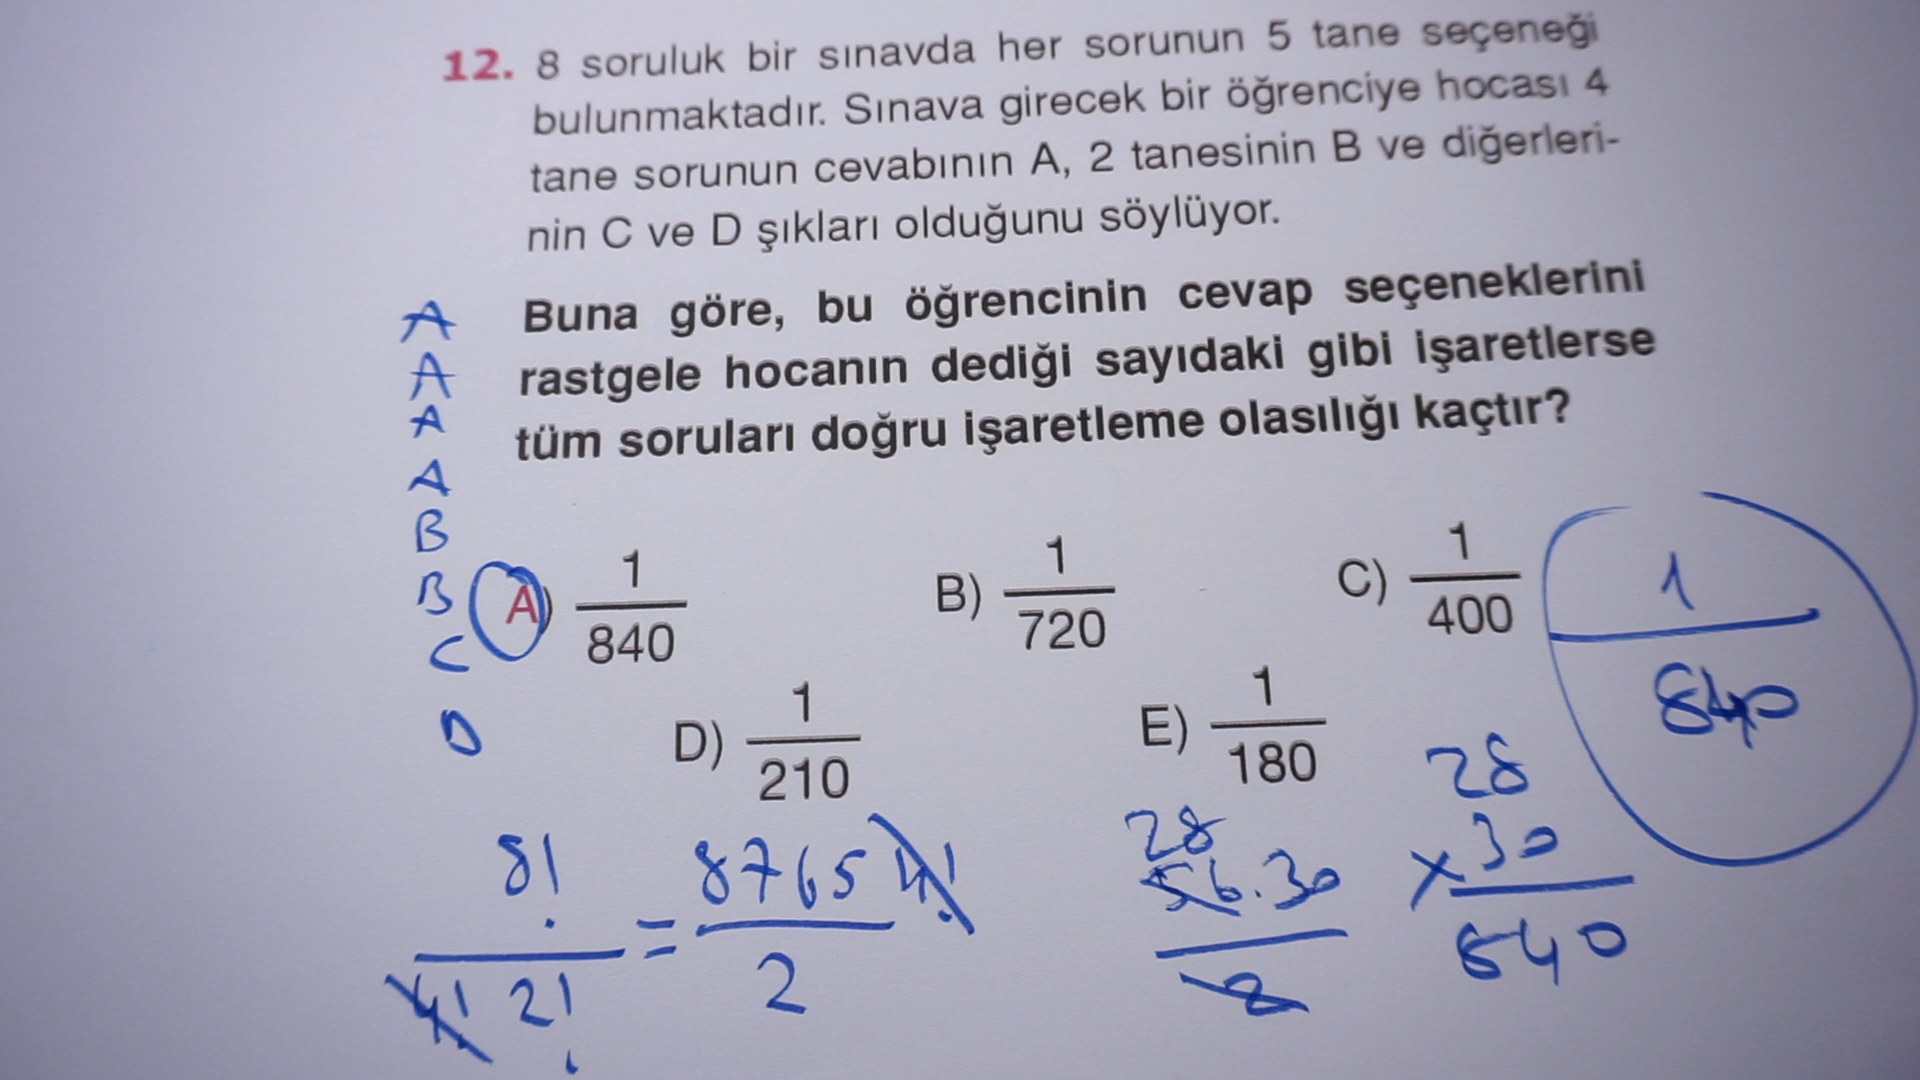 12. 8 soruluk bir sınavda her sorunun 5 tane seçeneği
bulunmaktadır. Sınava girecek bir öğrenciye hocası 4
tane sorunun cevabının A, 2 tanesinin B ve diğerleri-
nin C ve D şıkları olduğunu söylüyor.
Buna göre, bu öğrencinin cevap seçeneklerini
rastgele hocanın dediği sayıdaki gibi işaretlerse
tüm soruları doğru işaretleme olasılığı kaçtır?
A
A
A
A
B
B
C
D
A) 1/840
B) 1/720
C) 1/400
D) 1/210
E) 1/180
1/840
8!/4! 2! = 8765 4!/2
28
56.30/2
28
x30
840